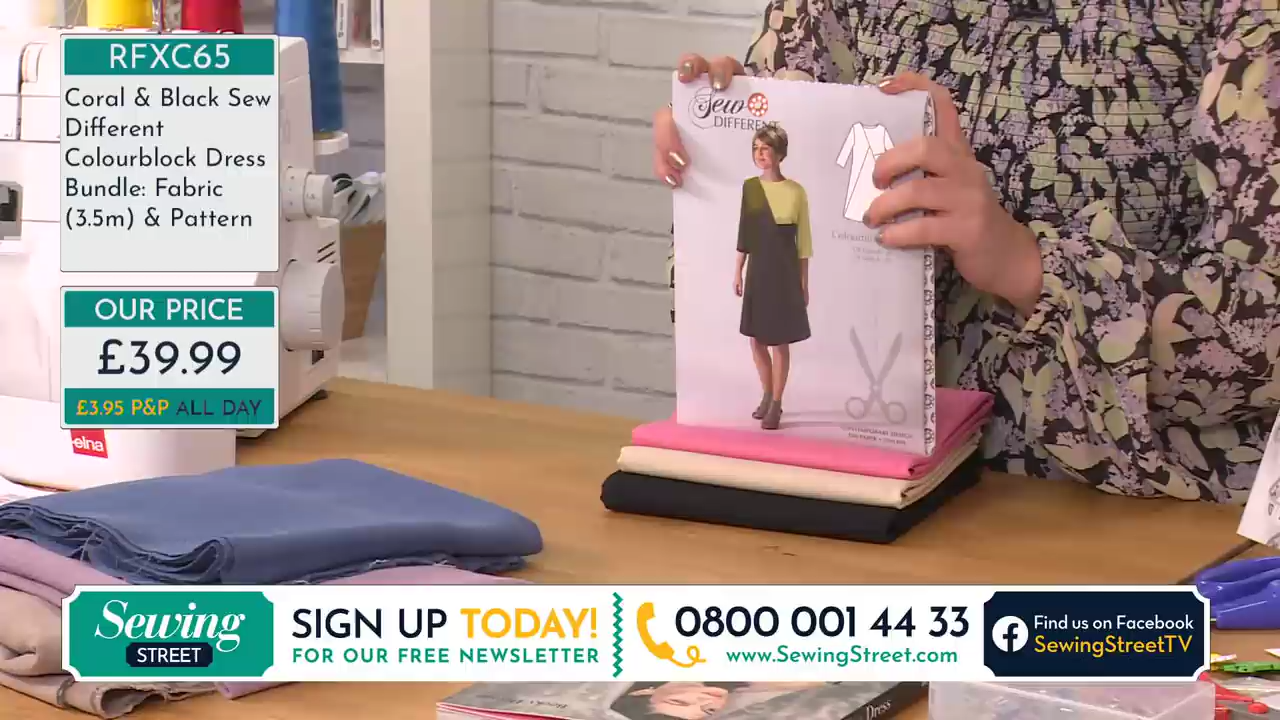 RFXC65
Coral & Black Sew
Different
Colourblock Dress
Bundle: Fabric
(3.5m) & Pattern
OUR PRICE
£39.99
£3.95 P&P ALL DAY
elna
Sew
DIFFERENT
Sewing
STREET
SIGN UP TODAY!
FOR OUR FREE NEWSLETTER
0800 001 44 33
www.SewingStreet.com
Find us on Facebook
SewingStreetTV
Dress